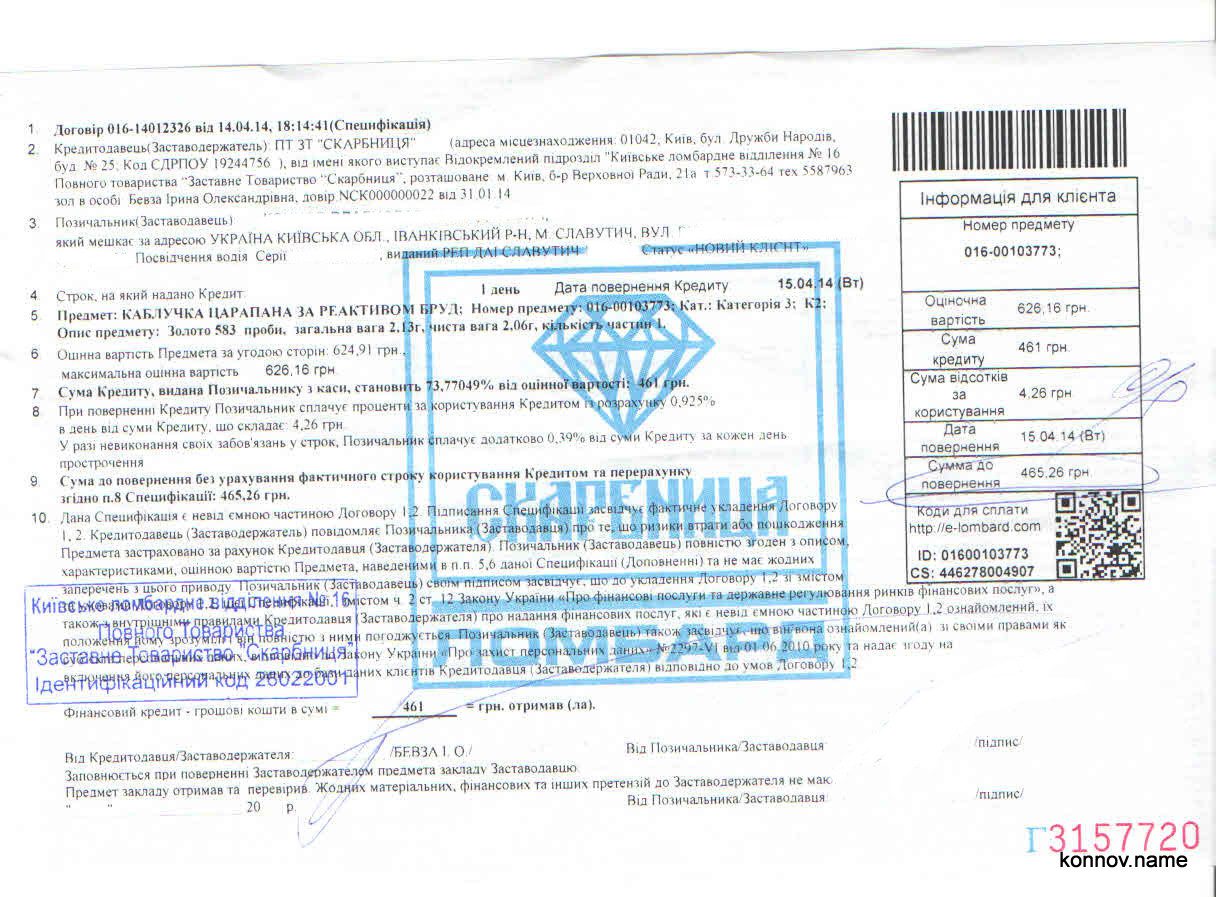 1. Договір 016-14012326 від 14.04.14, 18:14:41(Специфікація)
2. Кредитодавець(Заставодержатель): ПТ ЗТ "СКАРБНИЦЯ" (адреса місцезнаходження: 01042, Київ, бул. Дружби Народів,
буд. № 25; Код ЄДРПОУ 19244756 ), від імені якого виступає Відокремлений підрозділ "Київське ломбардне відділення № 16
Повного товариства "Заставне Товариство "Скарбниця", розташоване: м. Київ, б-р Верховної Ради, 21а т 573-33-64 тех 5587963
зол в особі Бевза Ірина Олександрівна, довір.NСК000000022 від 31.01.14
3. Позичальник(Заставодавець)
який мешкає за адресою УКРАЇНА КИЇВСЬКА ОБЛ., ІВАНКІВСЬКИЙ Р-Н, М. СЛАВУТИЧ, ВУЛ.
Посвідчення водія Серії , виданий РЕП ДАІ СЛАВУТИЧ Статус «НОВИЙ КЛІЄНТ»
4. Строк, на який надано Кредит: 1 день Дата повернення Кредиту: 15.04.14 (Вт)
5. Предмет: КАБЛУЧКА ЦАРАПАНА ЗА РЕАКТИВОМ БРУД; Номер предмету: 016-00103773; Кат.: Категорія 3; К2;
Опис предмету: Золото 583 проби, загальна вага 2.13г, чиста вага 2.06г, кількість частин 1.
6. Оцінна вартість Предмета за угодою сторін: 624,91 грн.,
максимальна оцінна вартість 626,16 грн.
7. Сума Кредиту, видана Позичальнику з каси, становить 73,77049% від оцінної вартості: 461 грн.
8. При поверненні Кредиту Позичальник сплачує проценти за користування Кредитом із розрахунку 0,925%
в день від суми Кредиту, що складає: 4,26 грн.
У разі невиконання своїх забов'язань у строк, Позичальник сплачує додатково 0,39% від суми Кредиту за кожен день
прострочення
9. Сума до повернення без урахування фактичного строку користування Кредитом та перерахунку
згідно п.8 Специфікації: 465,26 грн.
10. Дана Специфікація є невід ємною частиною Договору 1,2. Підписання Специфікації засвідчує фактичне укладення Договору
1, 2. Кредитодавець (Заставодержатель) повідомляє Позичальника (Заставодавця) про те, що ризики втрати або пошкодження
Предмета застраховано за рахунок Кредитодавця (Заставодержателя). Позичальник (Заставодавець) повністю згоден з описом,
характеристиками, оцінною вартістю Предмета, наведеними в п.п. 5,6 даної Специфікації (Доповненні) та не має жодних
заперечень з цього приводу. Позичальник (Заставодавець) своїм підписом засвідчує, що до укладення Договору 1,2 зі змістом
змістом ч. 2 ст. 12 Закону України «Про фінансові послуги та державне регулювання ринків фінансових послуг», а
також з внутрішніми правилами Кредитодавця (Заставодержателя) про надання фінансових послуг, які є невід ємною частиною Договору 1,2 ознайомлений, їх
положення йому зрозумілі і він повністю з ними погоджується. Позичальник (Заставодавець) також засвідчує, що він/вона ознайомлений(а) зі своїми правами як
Закону України «Про захист персональних даних» №2297-VI від 01.06.2010 року та надає згоду на
включення його персональних даних до бази даних клієнтів Кредитодавця (Заставодержателя) відповідно до умов Договору 1,2
Фінансовий кредит - грошові кошти в сумі = 461 = грн. отримав (ла).
Від Кредитодавця/Заставодержателя: /БЕВЗА І. О./ Від Позичальника/Заставодавця: /підпис/
Заповнюється при поверненні Заставодержателем предмета закладу Заставодавцю.
Предмет закладу отримав та перевірив. Жодних матеріальних, фінансових та інших претензій до Заставодержателя не маю.
" " 20 р. Від Позичальника/Заставодавця: /підпис/
Інформація для клієнта
Номер предмету
016-00103773;
Оціночна вартість 626,16 грн.
Сума кредиту 461 грн.
Сума відсотків за користування 4.26 грн.
Дата повернення 15.04.14 (Вт)
Сумма до повернення 465,26 грн.
Коди для сплати
http://e-lombard.com
ID: 01600103773
CS: 446278004907
СКАРБНИЦА
ЛОМБАРД
Київське ломбардне відділення № 16
Повного Товариства
"Заставне Товариство "Скарбниця"
Ідентифікаційний код 26022001
Г3157720
konnov.name